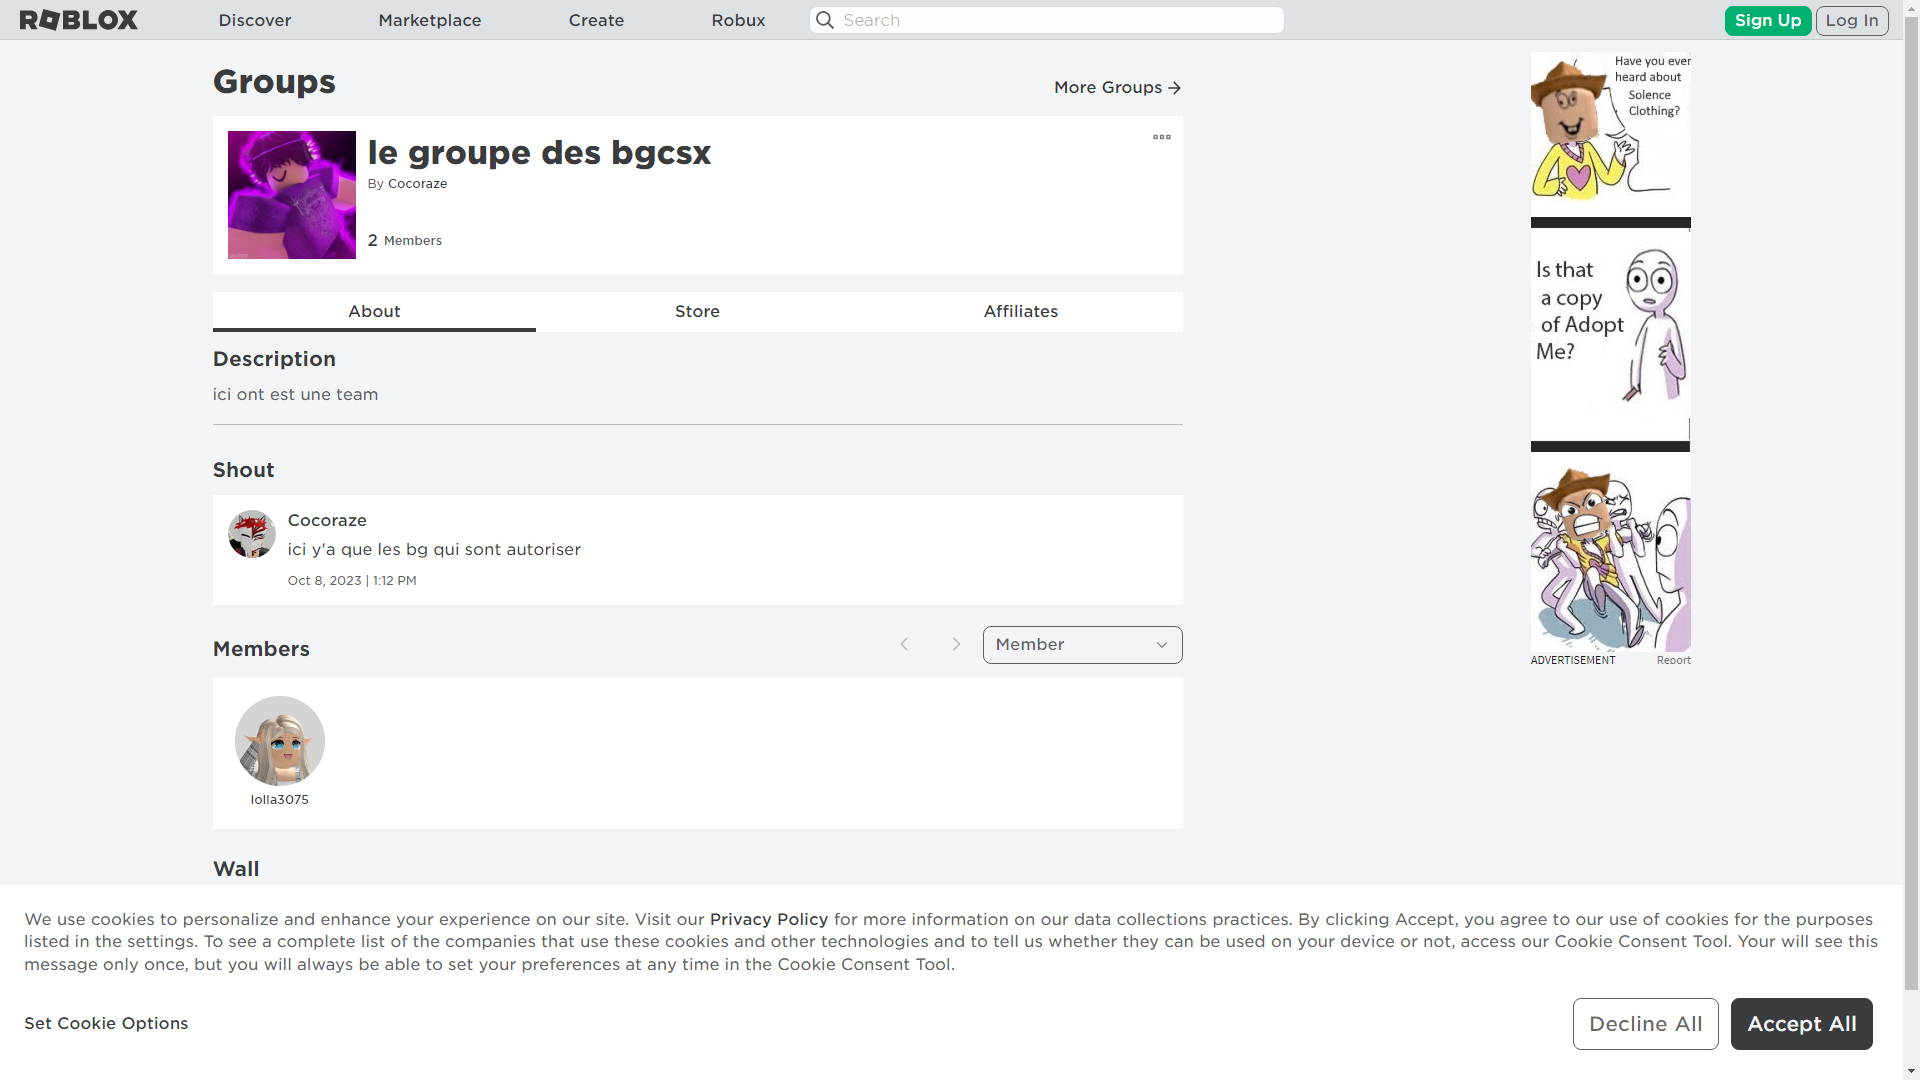 ROBLOX
Discover
Marketplace
Create
Robux
Search
Sign Up
Log In
Groups
More Groups
le groupe des bgcsx
By Cocoraze
2 Members
About
Store
Affiliates
Description
ici ont est une team
Shout
Cocoraze
ici y'a que les bg qui sont autoriser
Oct 8, 2023 | 1:12 PM
Members
Member
lolla3075
Wall
Have you ever
heard about
Solence
Clothing?
Is that
a copy
of Adopt
Me?
ADVERTISEMENT
Report
We use cookies to personalize and enhance your experience on our site. Visit our Privacy Policy for more information on our data collections practices. By clicking Accept, you agree to our use of cookies for the purposes
listed in the settings. To see a complete list of the companies that use these cookies and other technologies and to tell us whether they can be used on your device or not, access our Cookie Consent Tool. Your will see this
message only once, but you will always be able to set your preferences at any time in the Cookie Consent Tool.
Set Cookie Options
Decline All
Accept All